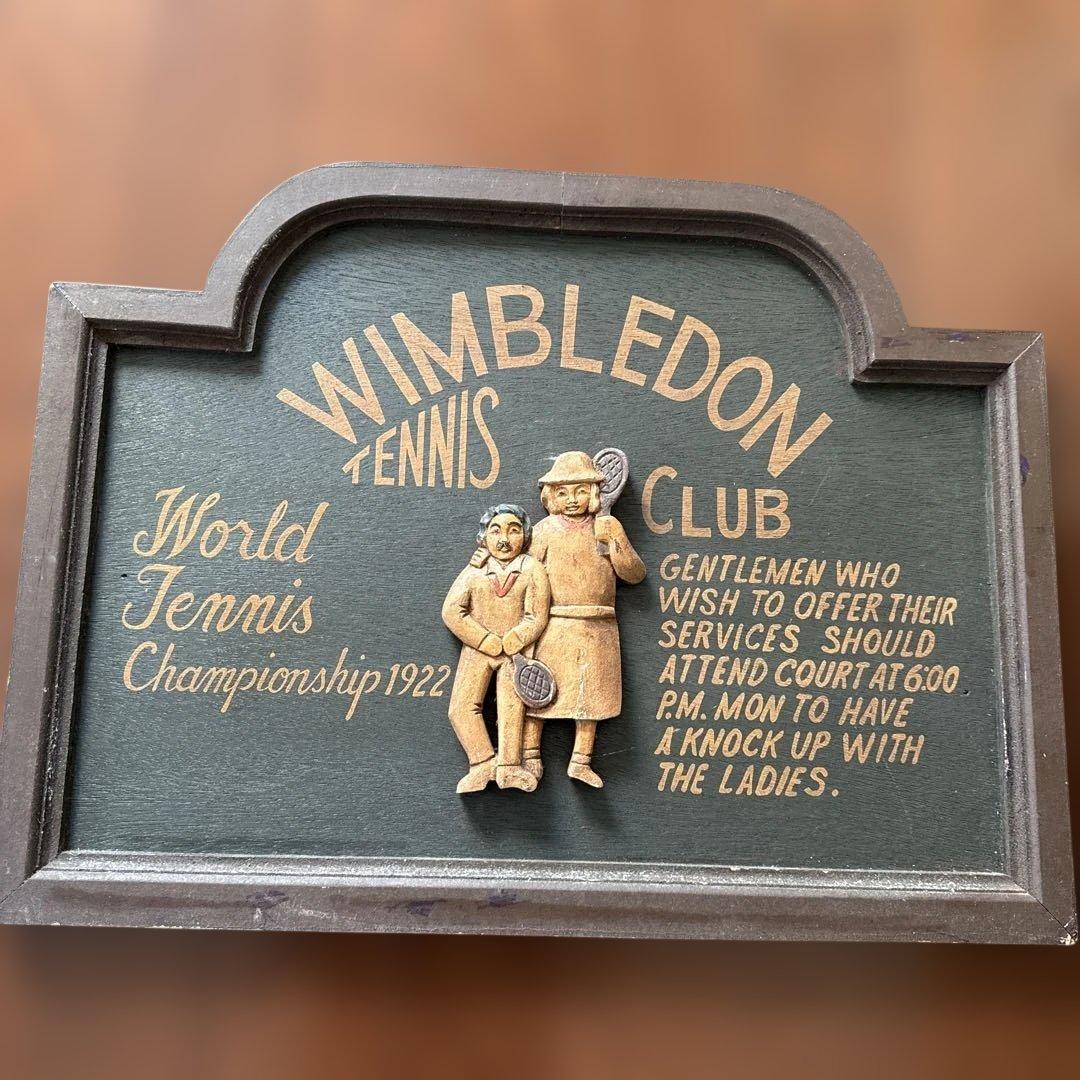 WIMBLEDON
TENNIS CLUB
World
Tennis
Championship 1922
GENTLEMEN WHO
WISH TO OFFER THEIR
SERVICES SHOULD
ATTEND COURT AT 6:00
P.M. MON TO HAVE
A KNOCK UP WITH
THE LADIES.